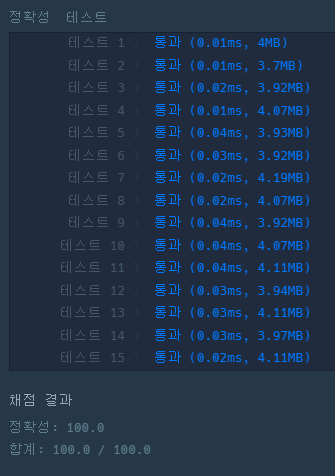 정확성 테스트
테스트 1 > 통과 (0.01ms, 4MB)
테스트 2 > 통과 (0.01ms, 3.7MB)
테스트 3 > 통과 (0.02ms, 3.92MB)
테스트 4 > 통과 (0.01ms, 4.07MB)
테스트 5 > 통과 (0.04ms, 3.93MB)
테스트 6 > 통과 (0.03ms, 3.92MB)
테스트 7 > 통과 (0.02ms, 4.19MB)
테스트 8 > 통과 (0.02ms, 4.07MB)
테스트 9 > 통과 (0.04ms, 3.92MB)
테스트 10 > 통과 (0.04ms, 4.07MB)
테스트 11 > 통과 (0.04ms, 4.11MB)
테스트 12 > 통과 (0.03ms, 3.94MB)
테스트 13 > 통과 (0.03ms, 4.11MB)
테스트 14 > 통과 (0.03ms, 3.97MB)
테스트 15 > 통과 (0.02ms, 4.11MB)
채점 결과
정확성: 100.0
합계: 100.0 / 100.0